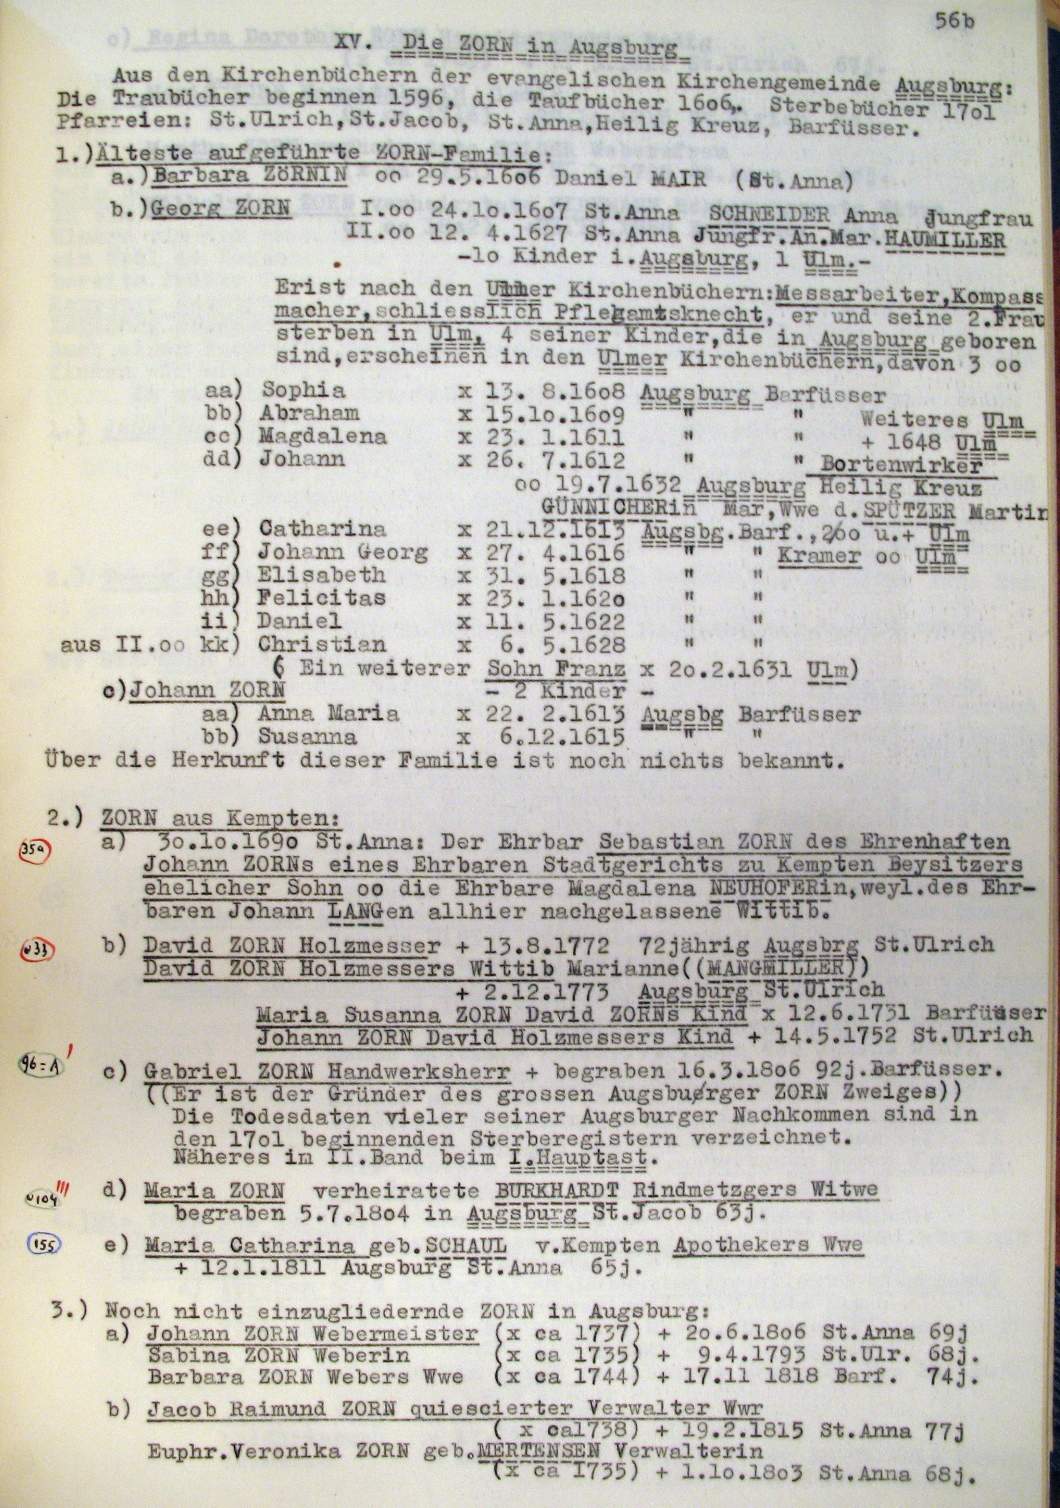 56b
XV. Die ZORN in Augsburg
Aus den Kirchenbüchern der evangelischen Kirchengemeinde Augsburg:
Die Traubücher beginnen 1596, die Taufbücher 16o6,. Sterbebücher 17o1
Pfarreien: St.Ulrich,St.Jacob, St.Anna,Heilig Kreuz, Barfüsser.
1.)Älteste aufgeführte ZORN-Familie:
a.)Barbara ZÖRNIN oo 29.5.16o6 Daniel MAIR (St.Anna)
b.)Georg ZORN I.oo 24.1o.16o7 St.Anna SCHNEIDER Anna Jungfrau
II.oo 12. 4.1627 St.Anna Jungfr.An.Mar.HAUMILLER
-1o Kinder i.Augsburg, 1 Ulm.-
Erist nach den Ulmer Kirchenbüchern:Messarbeiter,Kompass
macher,schliesslich Pflegamtsknecht, er und seine 2.Frau
sterben in Ulm, 4 seiner Kinder,die in Augsburg geboren
sind,erscheinen in den Ulmer Kirchenbüchern,davon 3 oo
aa) Sophia x 13. 8.16o8 Augsburg Barfüsser
bb) Abraham x 15.1o.16o9 " " Weiteres Ulm
cc) Magdalena x 23. 1.1611 " " + 1648 Ulm
dd) Johann x 26. 7.1612 " " Bortenwirker
oo 19.7.1632 Augsburg Heilig Kreuz
GÜNNICHERin Mar,Wwe d.SPÜTZER Martin
ee) Catharina x 21.12.1613 Augsbg.Barf.,2oo u.+ Ulm
ff) Johann Georg x 27. 4.1616 " " Kramer oo Ulm
gg) Elisabeth x 31. 5.1618 " "
hh) Felicitas x 23. 1.162o " "
ii) Daniel x 11. 5.1622 " "
aus II.oo kk) Christian x 6. 5.1628 " "
( Ein weiterer Sohn Franz x 2o.2.1631 Ulm)
c)Johann ZORN - 2 Kinder -
aa) Anna Maria x 22. 2.1613 Augsbg Barfüsser
bb) Susanna x 6.12.1615 " "
Über die Herkunft dieser Familie ist noch nichts bekannt.
2.) ZORN aus Kempten:
35a a) 3o.1o.169o St.Anna: Der Ehrbar Sebastian ZORN des Ehrenhaften
Johann ZORNs eines Ehrbaren Stadtgerichts zu Kempten Beysitzers
ehelicher Sohn oo die Ehrbare Magdalena NEUHOFERin,weyl.des Ehr-
baren Johann LANGen allhier nachgelassene Wittib.
33 b) David ZORN Holzmesser + 13.8.1772 72jährig Augsbrg St.Ulrich
David ZORN Holzmessers Wittib Marianne((MANGMILLER))
+ 2.12.1773 Augsburg St.Ulrich
Maria Susanna ZORN David ZORNs Kind x 12.6.1731 Barfüsser
Johann ZORN David Holzmessers Kind + 14.5.1752 St.Ulrich
96=A ! c) Gabriel ZORN Handwerksherr + begraben 16.3.18o6 92j.Barfüsser.
((Er ist der Gründer des grossen Augsburger ZORN Zweiges))
Die Todesdaten vieler seiner Augsburger Nachkommen sind in
den 17o1 beginnenden Sterberegistern verzeichnet.
Näheres im II.Band beim I.Hauptast.
104 !!! d) Maria ZORN verheiratete BURKHARDT Rindmetzgers Witwe
begraben 5.7.18o4 in Augsburg St.Jacob 63j.
155 e) Maria Catharina geb.SCHAUL v.Kempten Apothekers Wwe
+ 12.1.1811 Augsburg St.Anna 65j.
3.) Noch nicht einzugliedernde ZORN in Augsburg:
a) Johann ZORN Webermeister (x ca 1737) + 2o.6.18o6 St.Anna 69j
Sabina ZORN Weberin (x ca 1735) + 9.4.1793 St.Ulr. 68j.
Barbara ZORN Webers Wwe (x ca 1744) + 17.11 1818 Barf. 74j.
b) Jacob Raimund ZORN quiescierter Verwalter Wwr
( x ca1738) + 19.2.1815 St.Anna 77j
Euphr.Veronika ZORN geb.MERTENSEN Verwalterin
(x ca 1735) + 1.1o.18o3 St.Anna 68j.